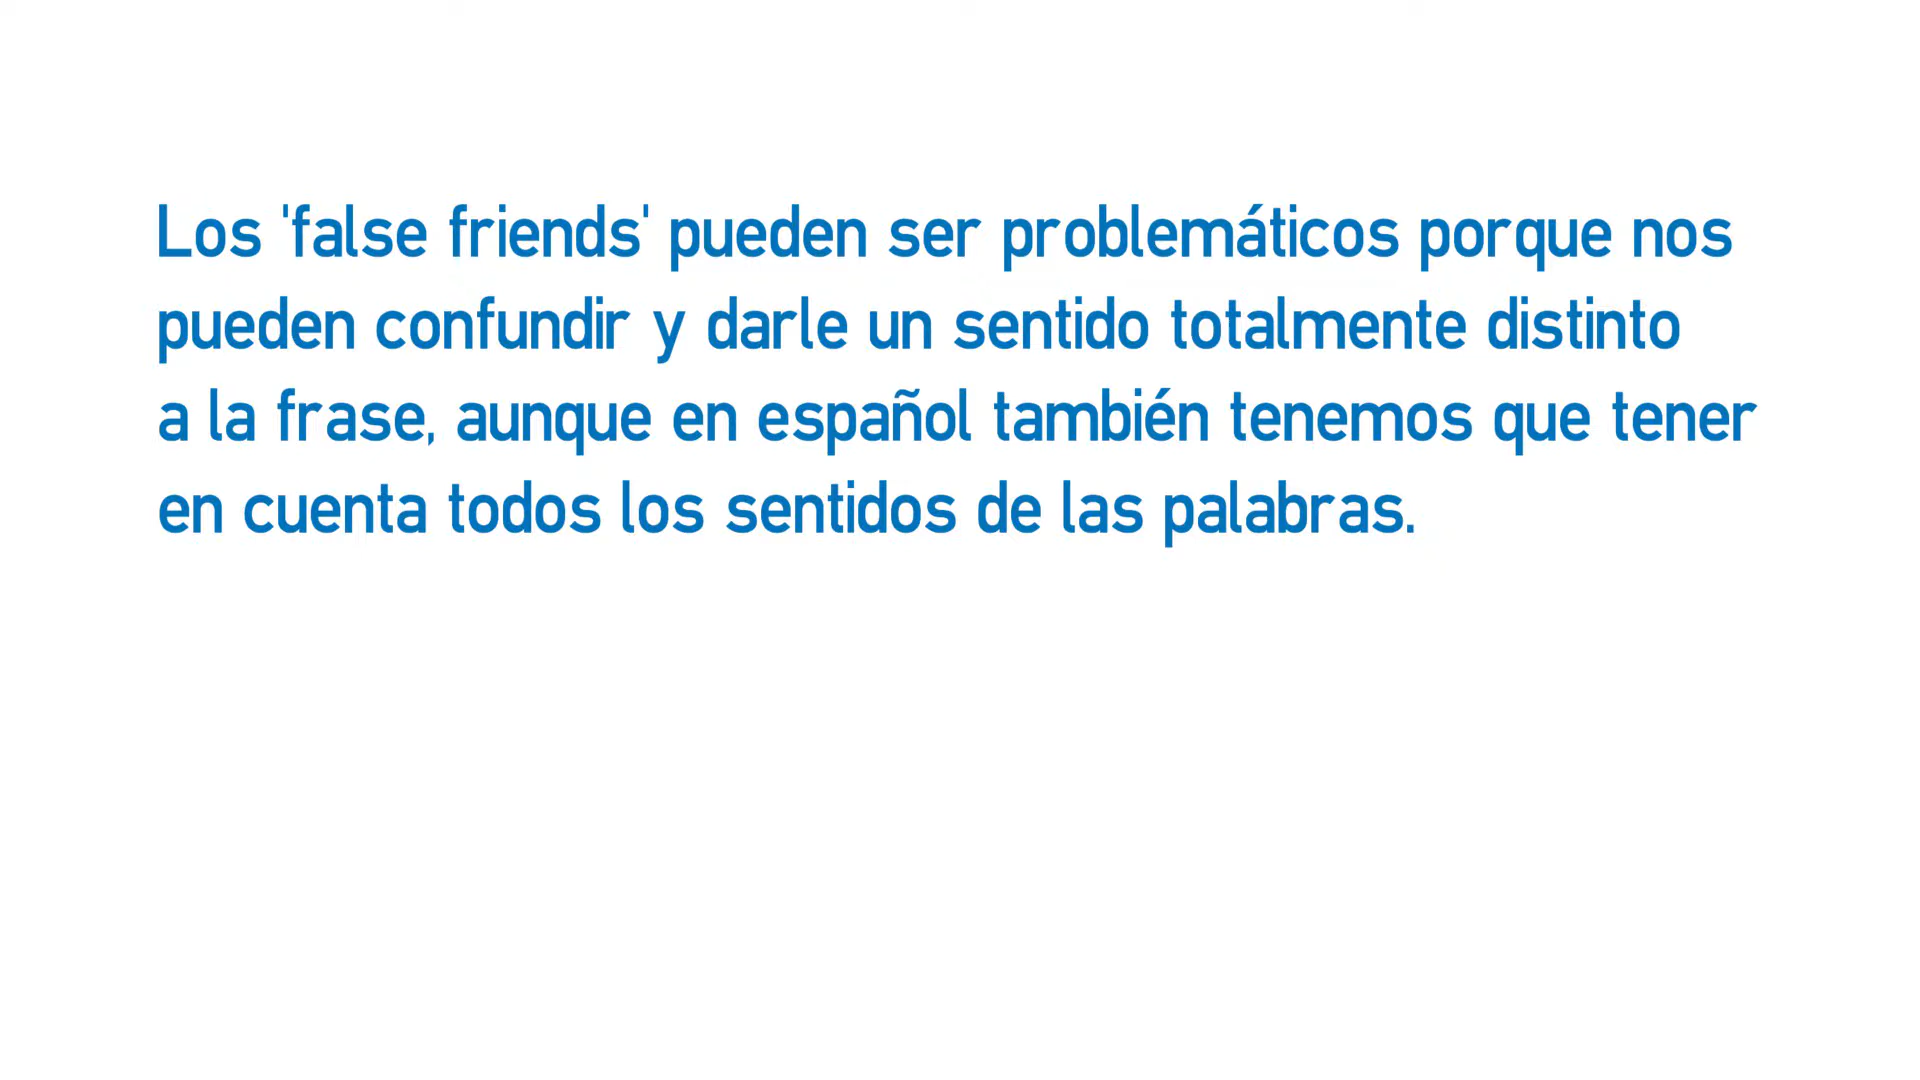 Los 'false friends' pueden ser problemáticos porque nos
pueden confundir y darle un sentido totalmente distinto
a la frase, aunque en español también tenemos que tener
en cuenta todos los sentidos de las palabras.